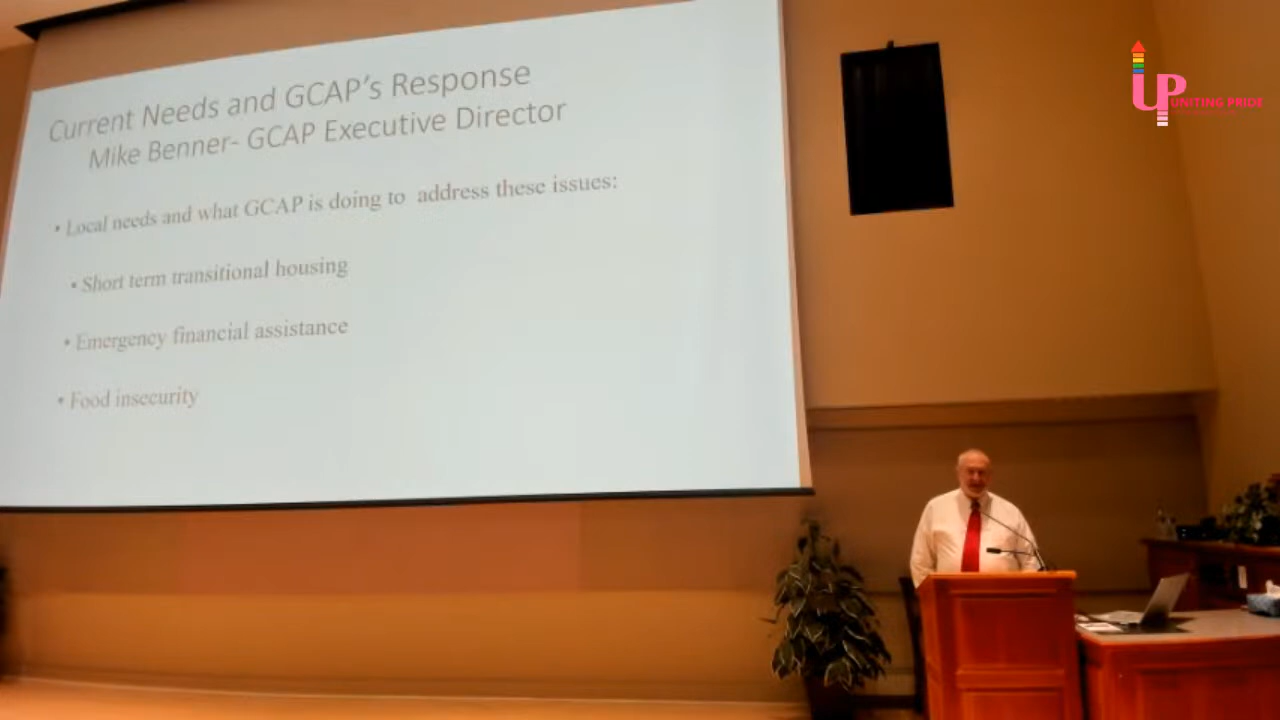 Current Needs and GCAP's Response
Mike Benner- GCAP Executive Director
• Local needs and what GCAP is doing to address these issues:
• Short term transitional housing
• Emergency financial assistance
• Food insecurity
UP
UNITING PRIDE